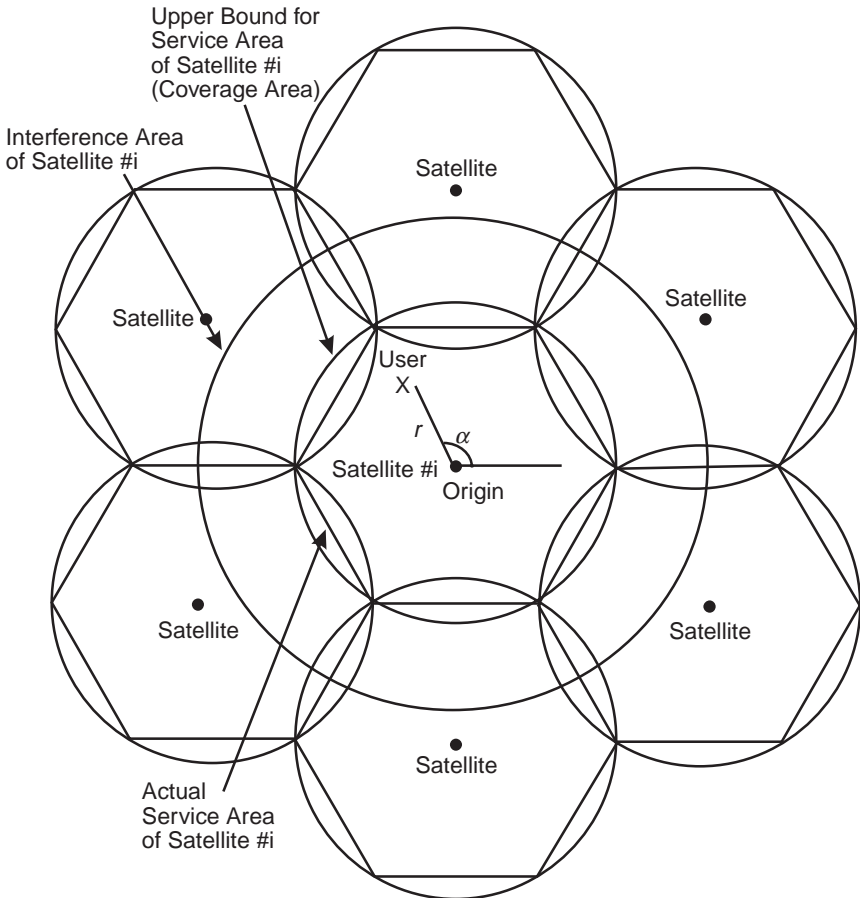 Upper Bound for
Service Area
of Satellite #i
(Coverage Area)
Interference Area
of Satellite #i
Satellite
Satellite
Satellite
User
X
r
α
Satellite #i
Origin
Satellite
Satellite
Satellite
Actual
Service Area
of Satellite #i